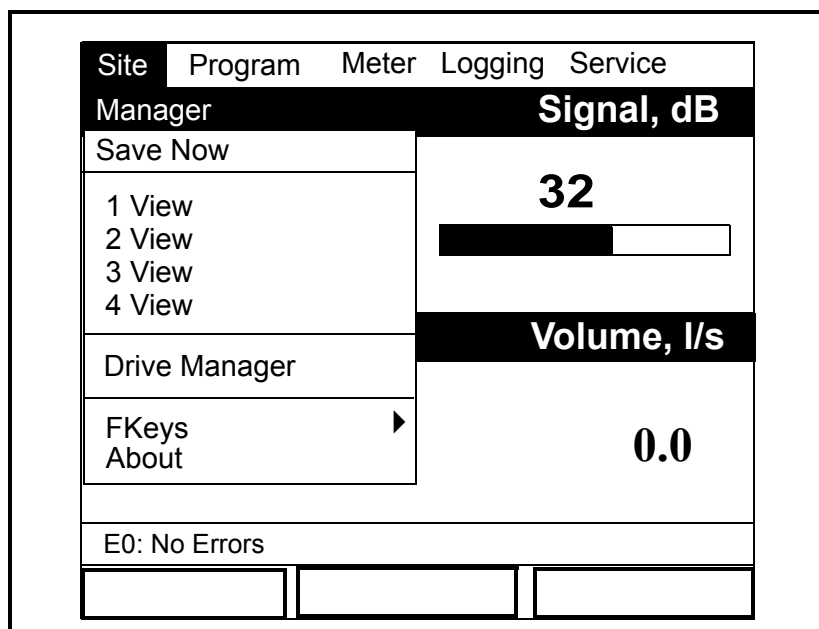 Site Program Meter Logging Service
Manager Signal, dB
Save Now
32
1 View
2 View
3 View
4 View
Volume, l/s
Drive Manager
FKeys
About
0.0
E0: No Errors